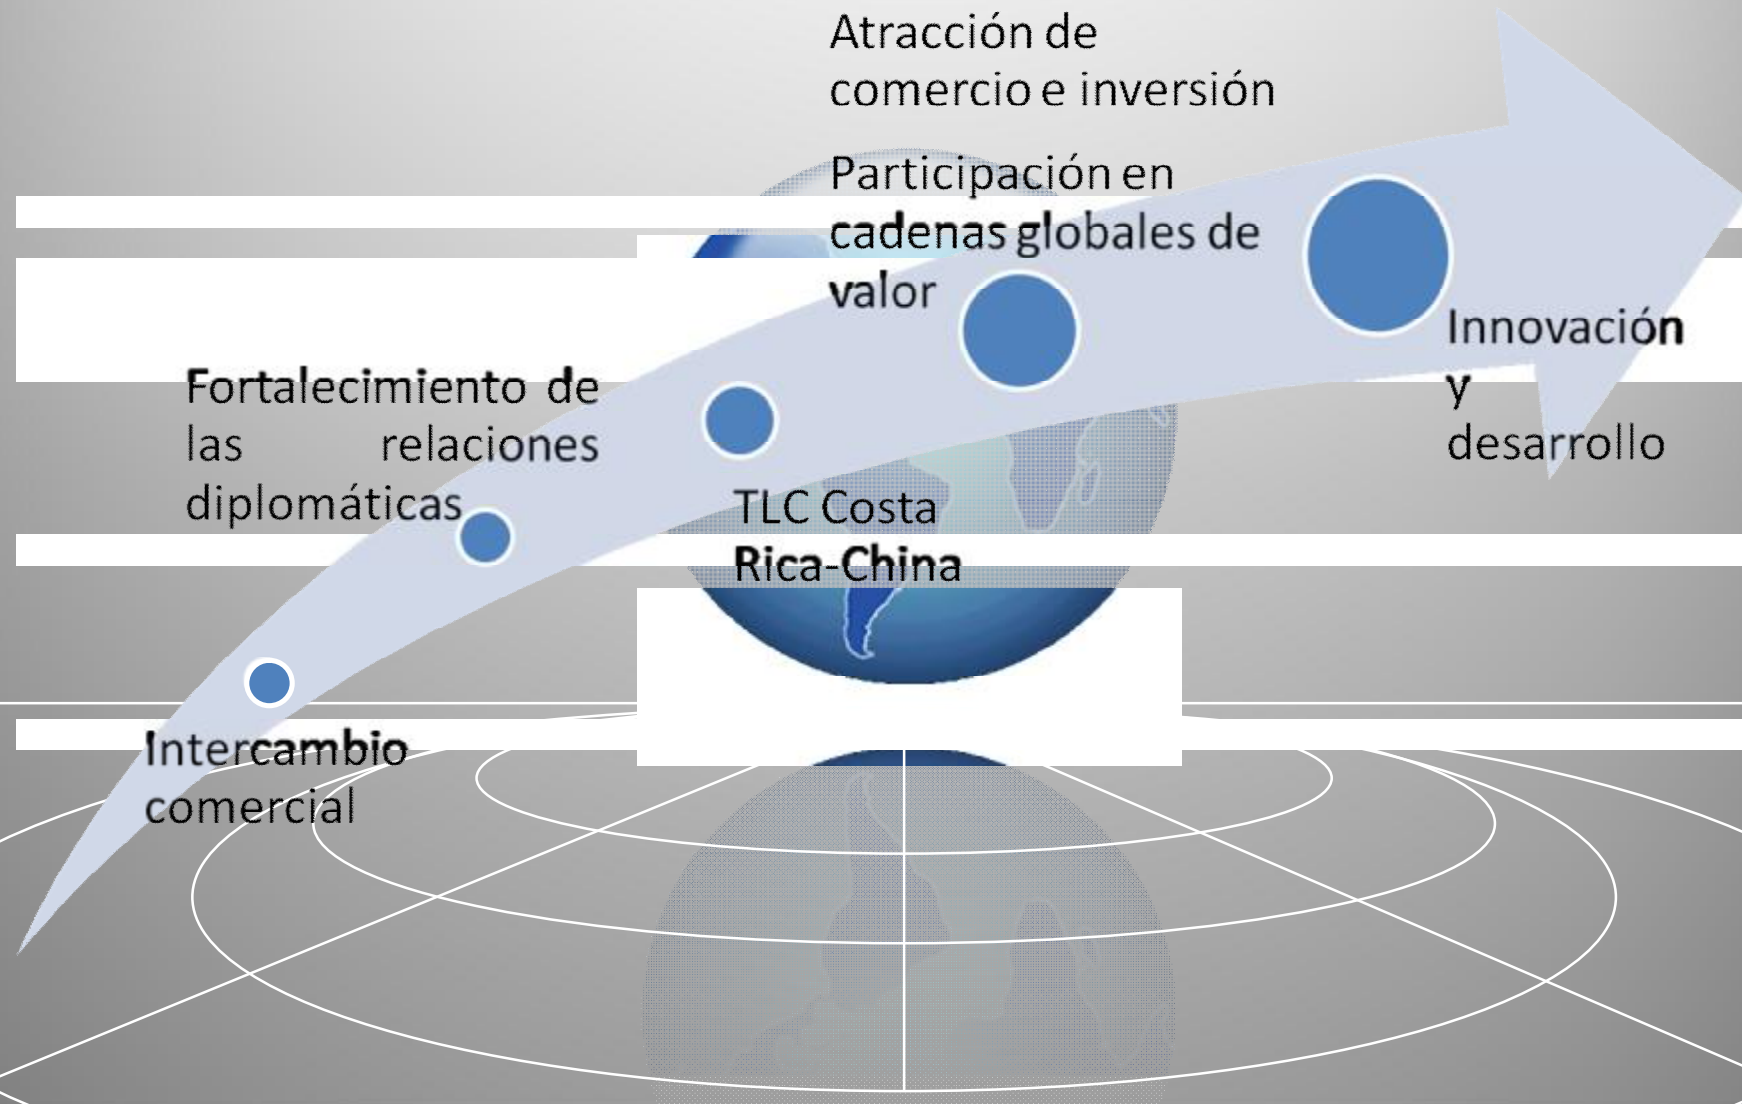 Atracción de
comercio e inversión
Participación en
cadenas globales de
valor
Innovación
y
desarrollo
Fortalecimiento de
las relaciones
diplomáticas
TLC Costa
Rica-China
Intercambio
comercial